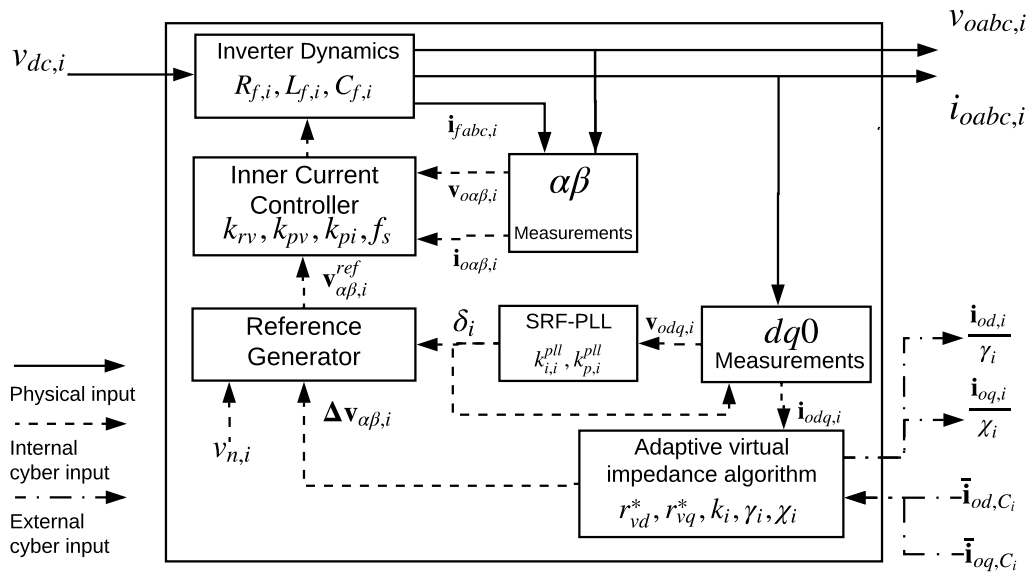 v_{dc,i}
Inverter Dynamics
R_{f,i}, L_{f,i}, C_{f,i}
v_{oabc,i}
i_{oabc,i}
i_{fabc,i}
Inner Current
Controller
k_{rv}, k_{pv}, k_{pi}, f_s
αβ
Measurements
v_{oαβ,i}
i_{oαβ,i}
v^{ref}_{αβ,i}
Reference
Generator
δ_i
SRF-PLL
k^{pll}_{i,i}, k^{pll}_{p,i}
v_{odq,i}
dq0
Measurements
i_{od,i}
γ_i
i_{oq,i}
χ_i
Physical input
Internal
cyber input
External
cyber input
v_{n,i}
Δv_{αβ,i}
i_{odq,i}
Adaptive virtual
impedance algorithm
r^*_{vd}, r^*_{vq}, k_i, γ_i, χ_i
ī_{od,C_i}
ī_{oq,C_i}